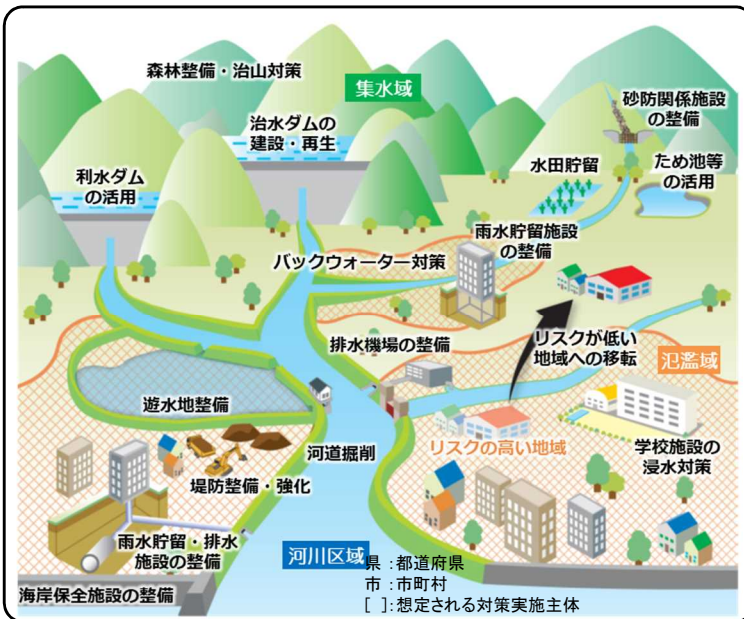 森林整備・治山対策
集水域
砂防関係施設
の整備
治水ダムの
建設・再生
水田貯留
ため池等
の活用
利水ダム
の活用
雨水貯留施設
の整備
バックウォーター対策
排水機場の整備
リスクが低い
地域への移転
氾濫域
遊水地整備
リスクの高い地域
学校施設の
浸水対策
河道掘削
堤防整備・強化
雨水貯留・排水
施設の整備
河川区域
県：都道府県
市：市町村
[ ]：想定される対策実施主体
海岸保全施設の整備